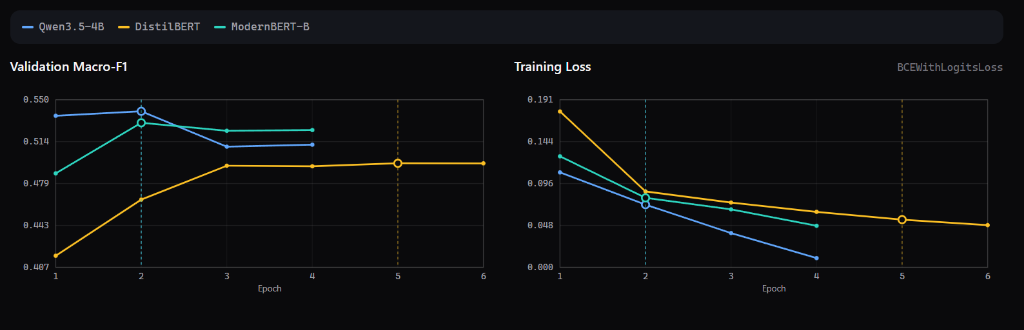 Qwen3.5-4B DistilBERT ModernBERT-B
Validation Macro-F1
0.550
0.514
0.479
0.443
0.407
1 2 3 4 5 6
Epoch
Training Loss BCEWithLogitsLoss
0.191
0.144
0.096
0.048
0.000
1 2 3 4 5 6
Epoch